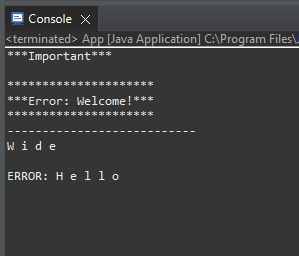 Console
<terminated> App [Java Application] C:\Program Files\
***Important***
********************
***Error: Welcome!***
********************
--------------------------
W i d e
ERROR: H e l l o